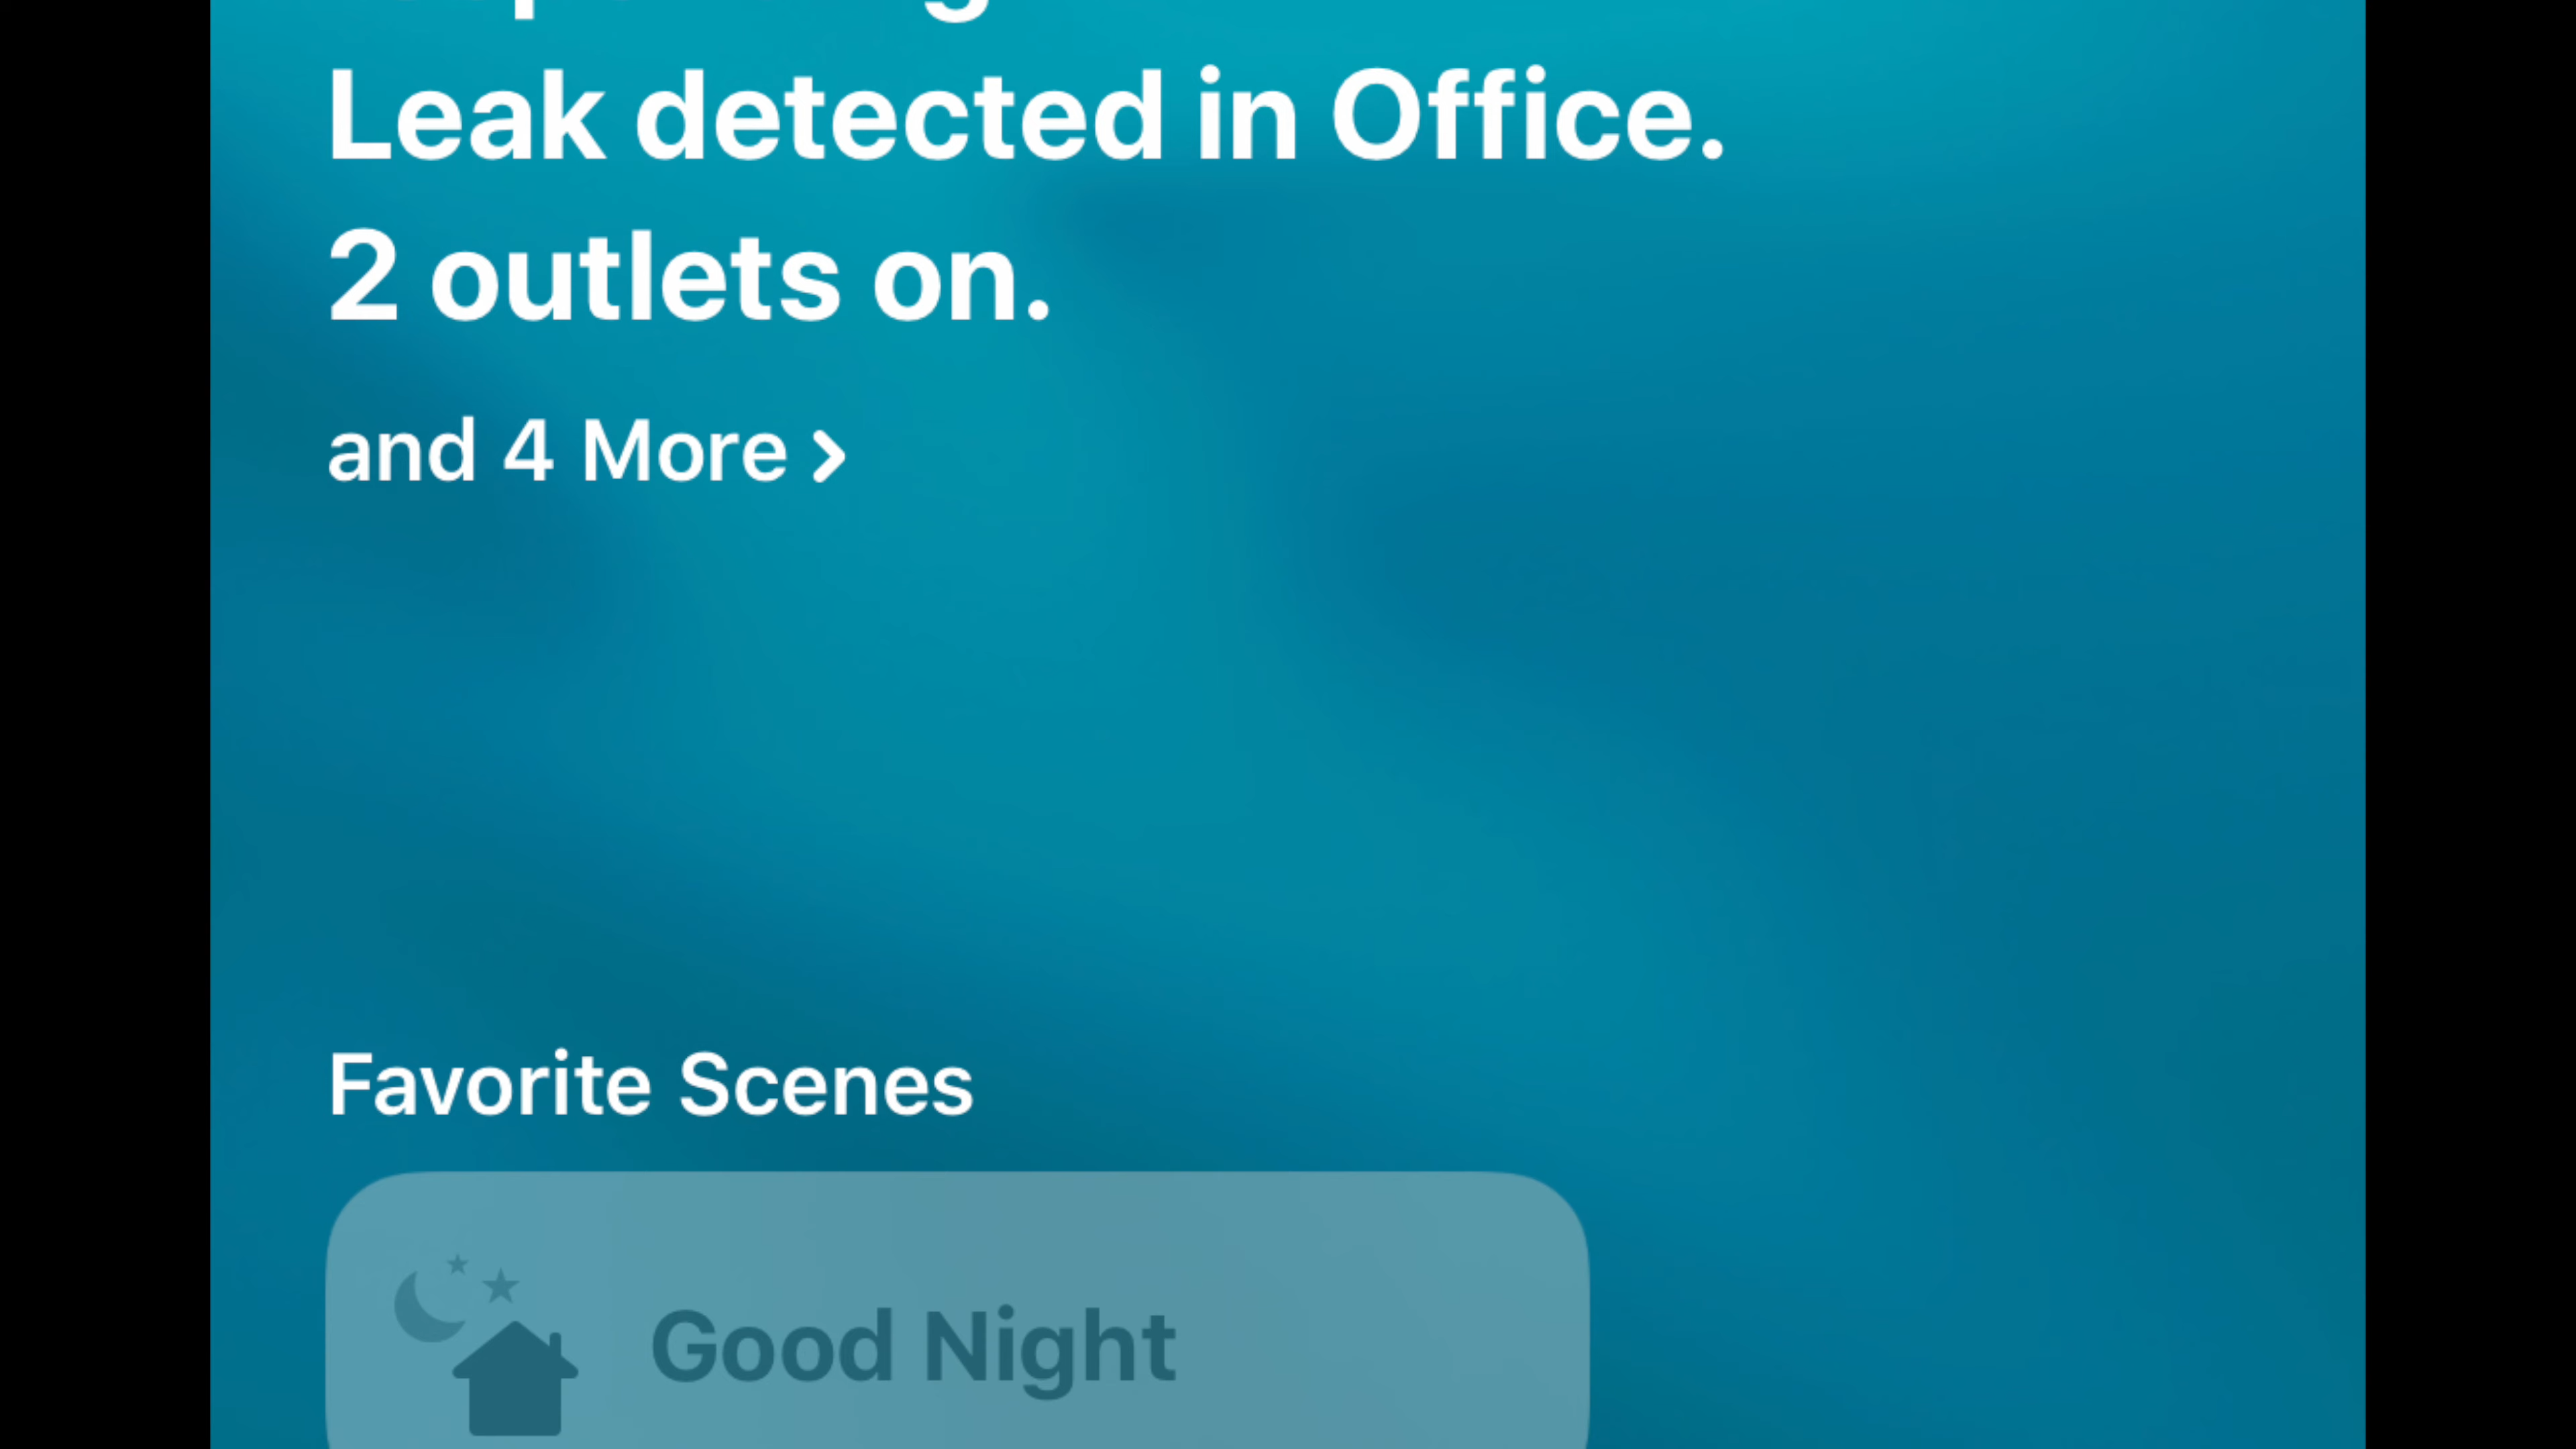 Leak detected in Office.
2 outlets on.
and 4 More
Favorite Scenes
Good Night